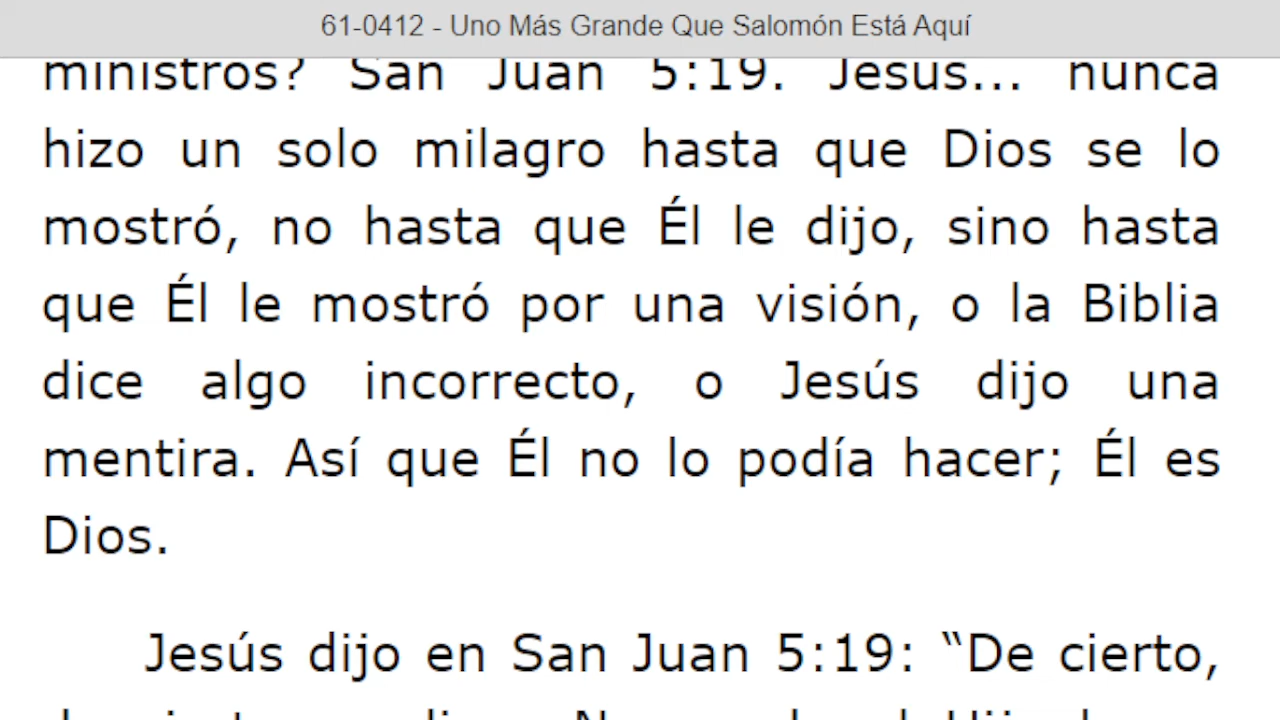 61-0412 - Uno Más Grande Que Salomón Está Aquí
ministros? San Juan 5:19. Jesús... nunca
hizo un solo milagro hasta que Dios se lo
mostró, no hasta que Él le dijo, sino hasta
que Él le mostró por una visión, o la Biblia
dice algo incorrecto, o Jesús dijo una
mentira. Así que Él no lo podía hacer; Él es
Dios.
Jesús dijo en San Juan 5:19: “De cierto,